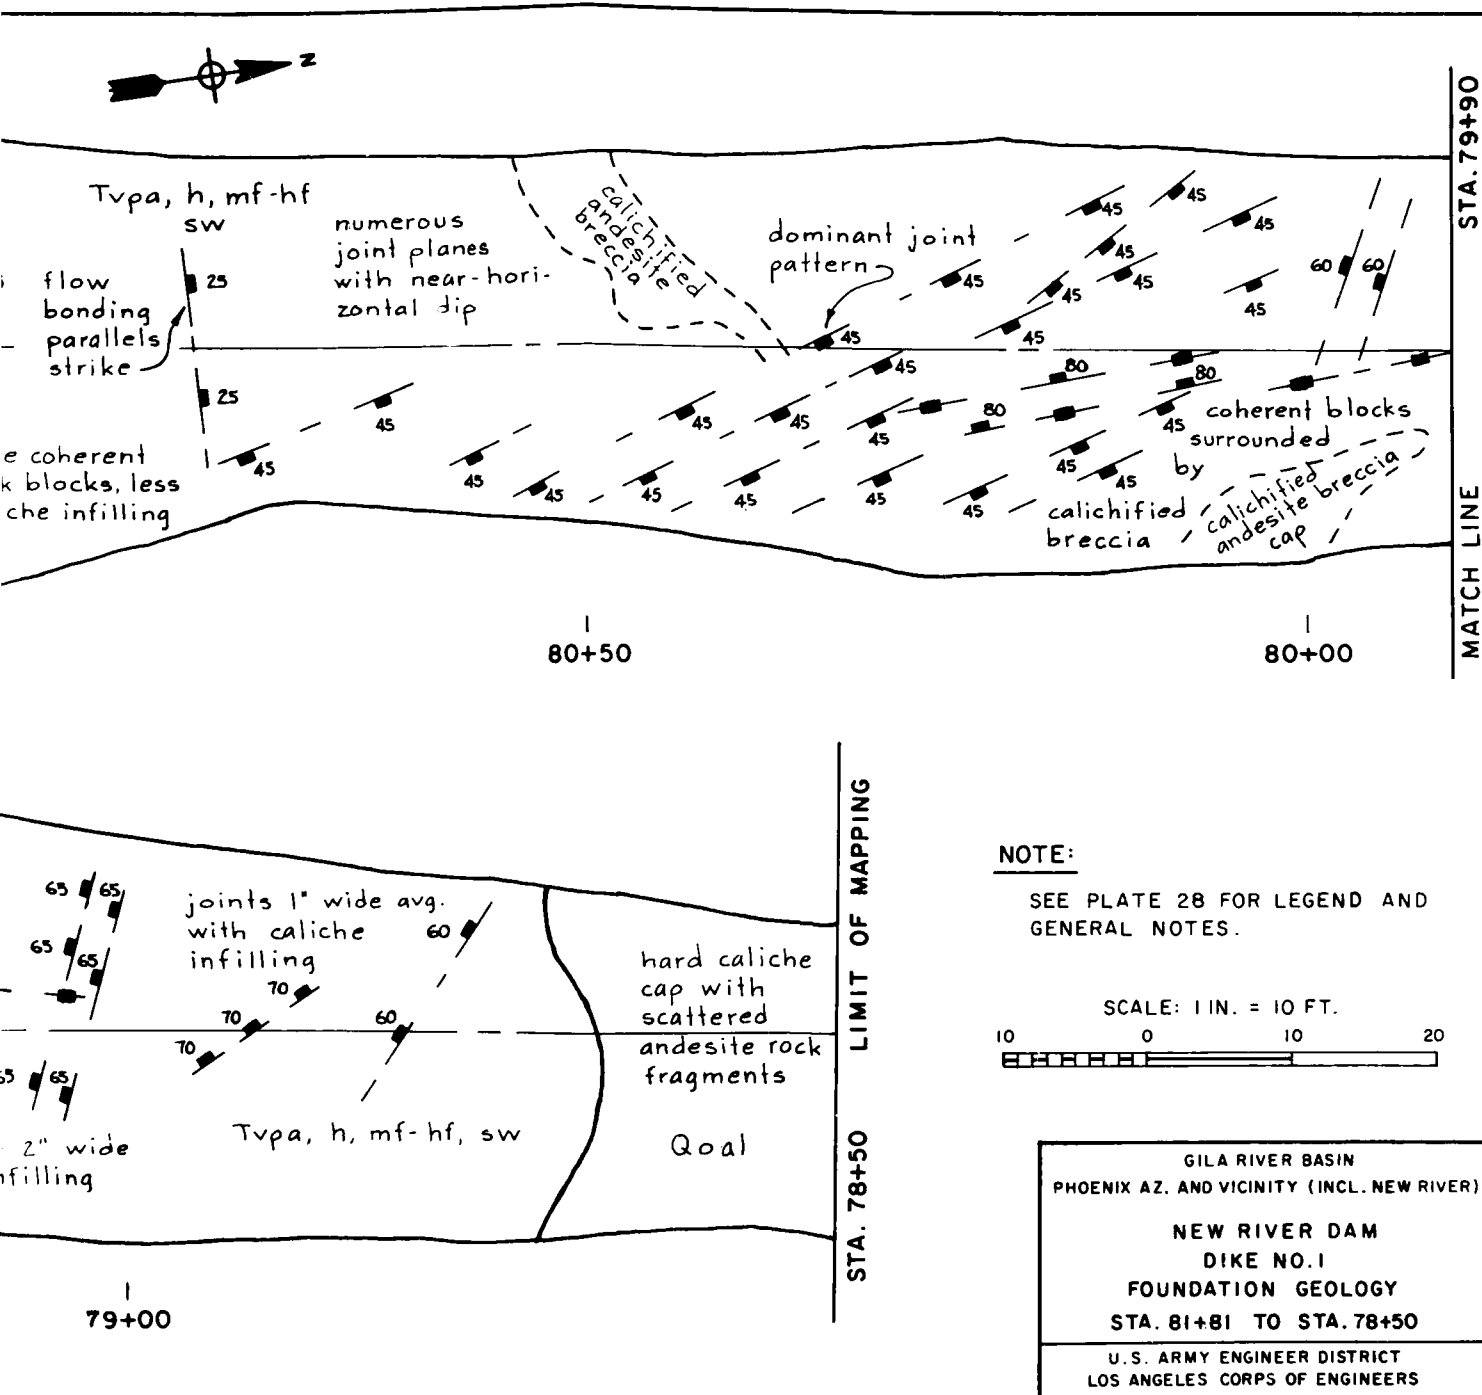 N
STA. 79+90
MATCH LINE
Tvpa, h, mf-hf
sw
numerous
joint planes
with near-hori-
zontal dip
calichified
andesite
breccia
dominant joint
pattern
flow
bonding
parallels
strike
25
25
45
45
45
45
45
45
45
45
45
45
45
45
45
60
60
80
80
80
45
45
45
45
45
45
45
45
45
45
45
45
45
45
e coherent
k blocks, less
che infilling
coherent blocks
surrounded
by
calichified
breccia
calichified
andesite breccia
cap
80+50
80+00
65
65
65
65
65
65
joints 1" wide avg.
with caliche
infilling
70
70
70
60
60
hard caliche
cap with
scattered
andesite rock
fragments
Qoal
Tvpa, h, mf-hf, sw
2" wide
nfilling
79+00
LIMIT OF MAPPING
STA. 78+50
NOTE:
SEE PLATE 28 FOR LEGEND AND
GENERAL NOTES.
SCALE: 1 IN. = 10 FT.
10 0 10 20
GILA RIVER BASIN
PHOENIX AZ. AND VICINITY (INCL. NEW RIVER)
NEW RIVER DAM
DIKE NO.1
FOUNDATION GEOLOGY
STA. 81+81 TO STA. 78+50
U.S. ARMY ENGINEER DISTRICT
LOS ANGELES CORPS OF ENGINEERS